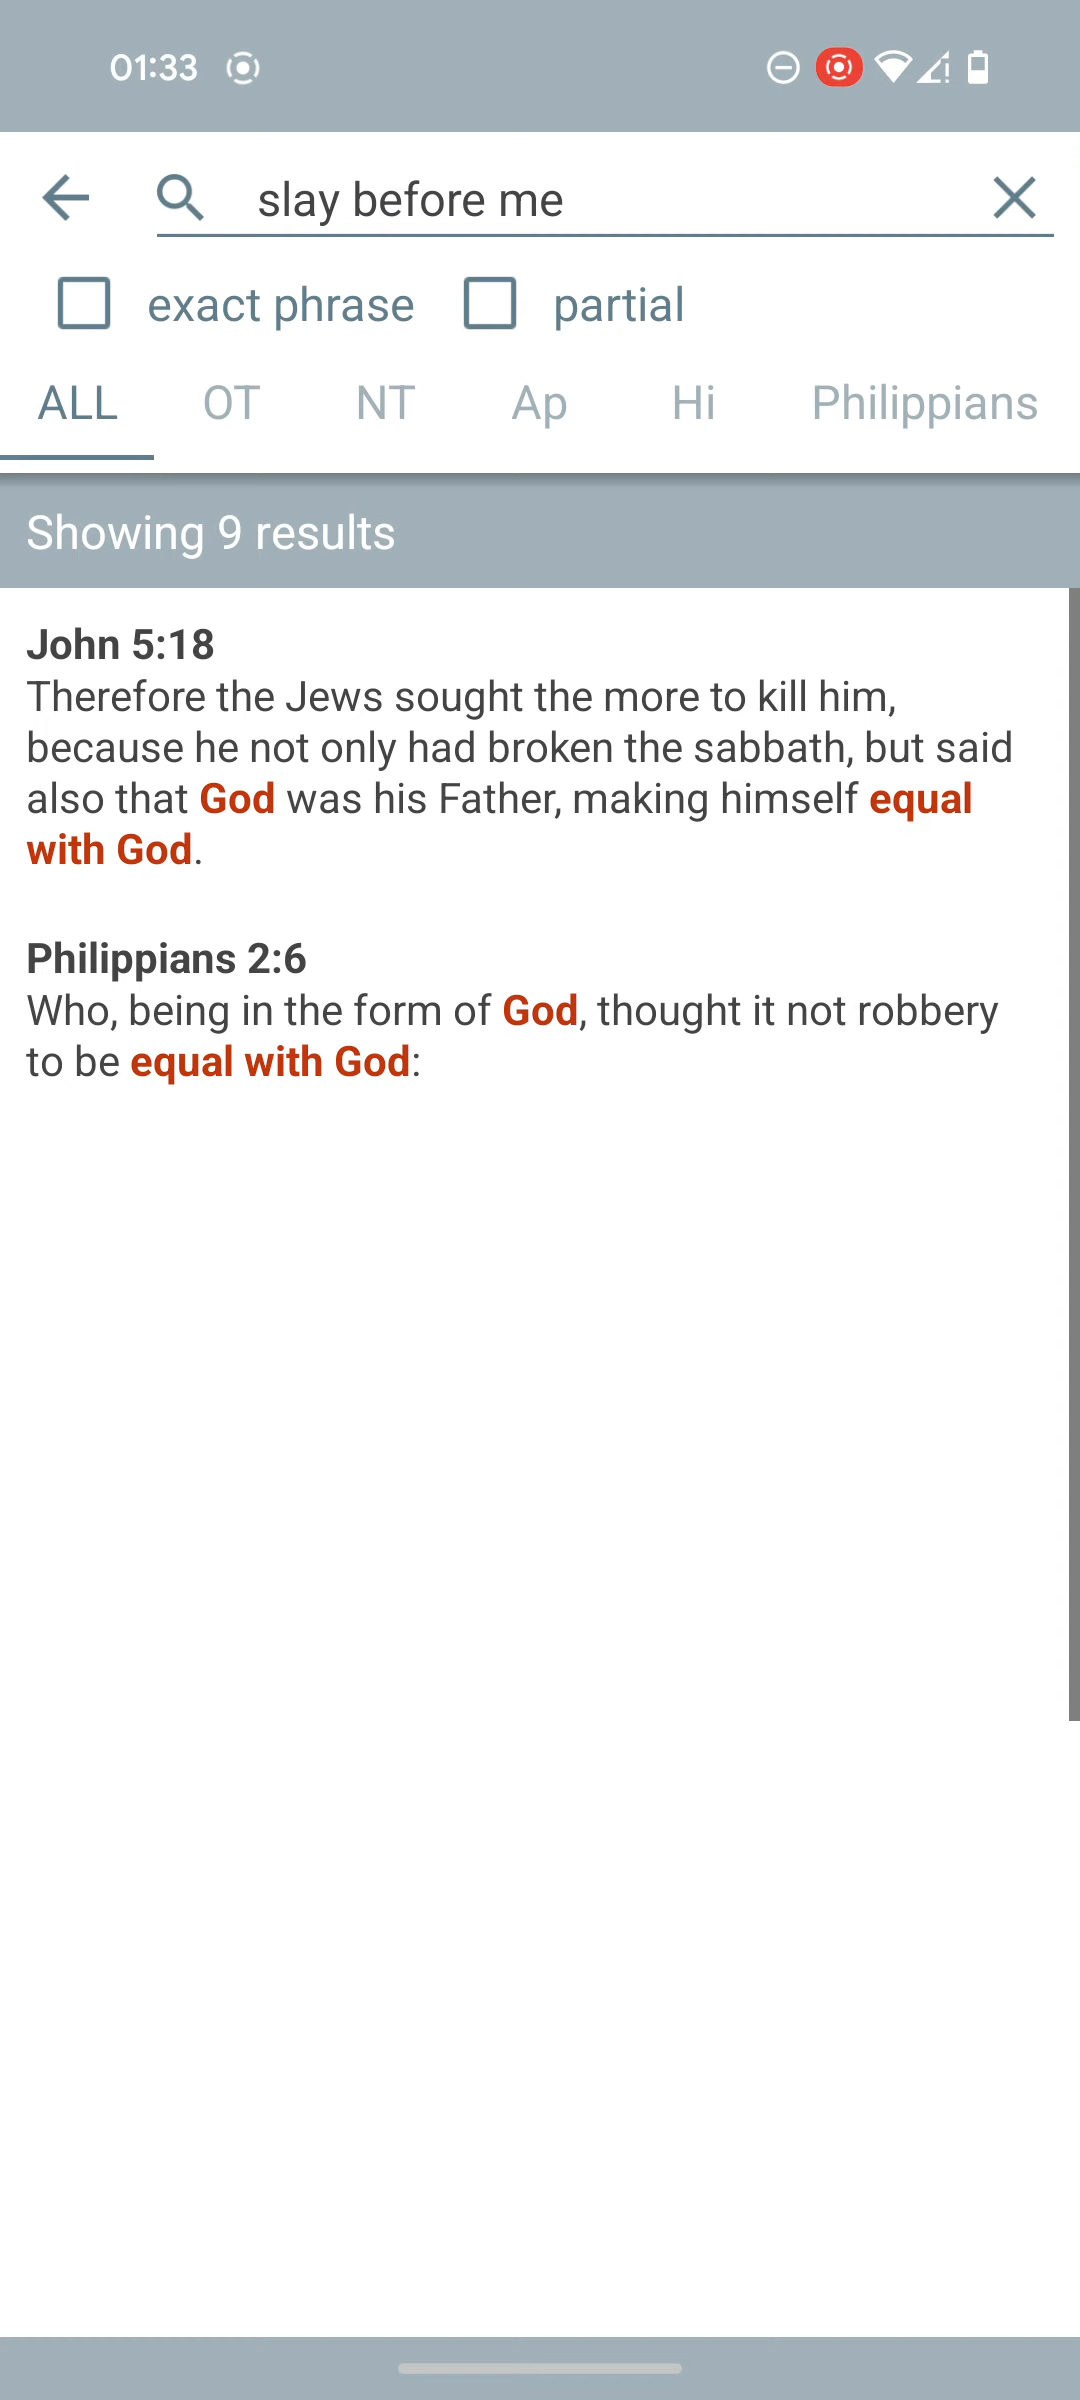 01:33
slay before me
exact phrase partial
ALL OT NT Ap Hi Philippians
Showing 9 results
John 5:18
Therefore the Jews sought the more to kill him,
because he not only had broken the sabbath, but said
also that God was his Father, making himself equal
with God.
Philippians 2:6
Who, being in the form of God, thought it not robbery
to be equal with God: